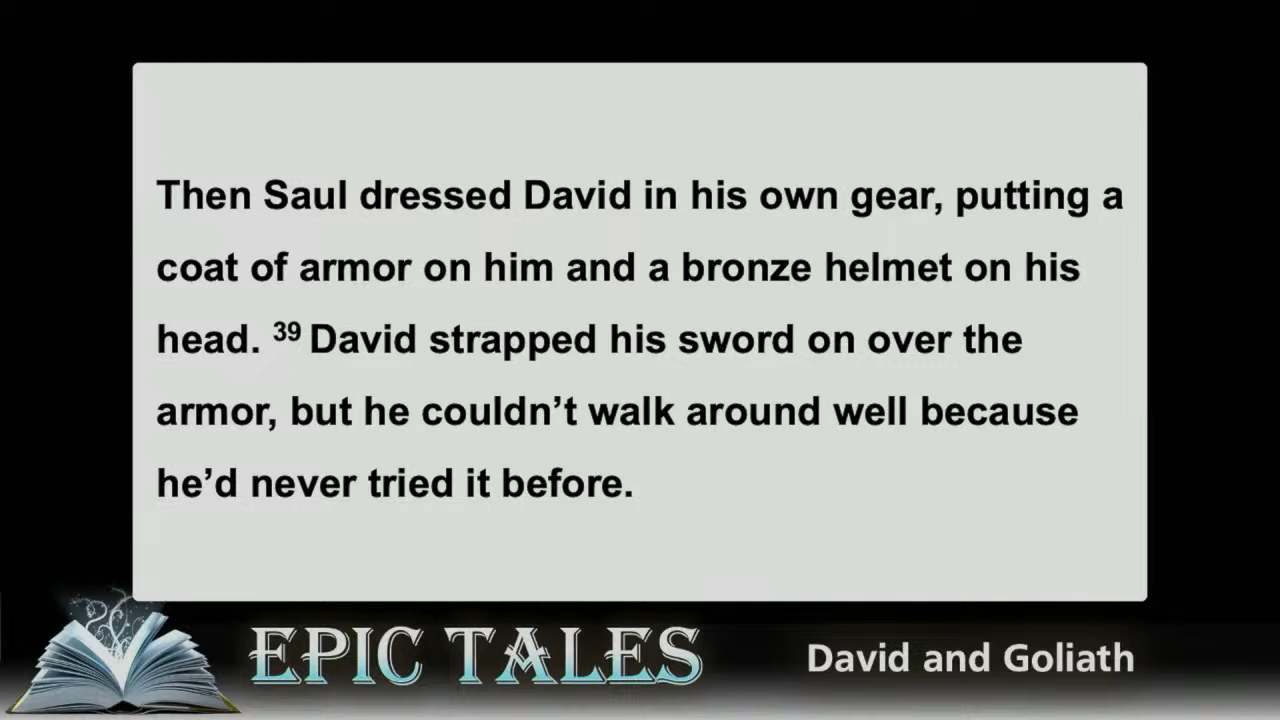 Then Saul dressed David in his own gear, putting a
coat of armor on him and a bronze helmet on his
head. 39 David strapped his sword on over the
armor, but he couldn’t walk around well because
he’d never tried it before.
EPIC TALES
David and Goliath